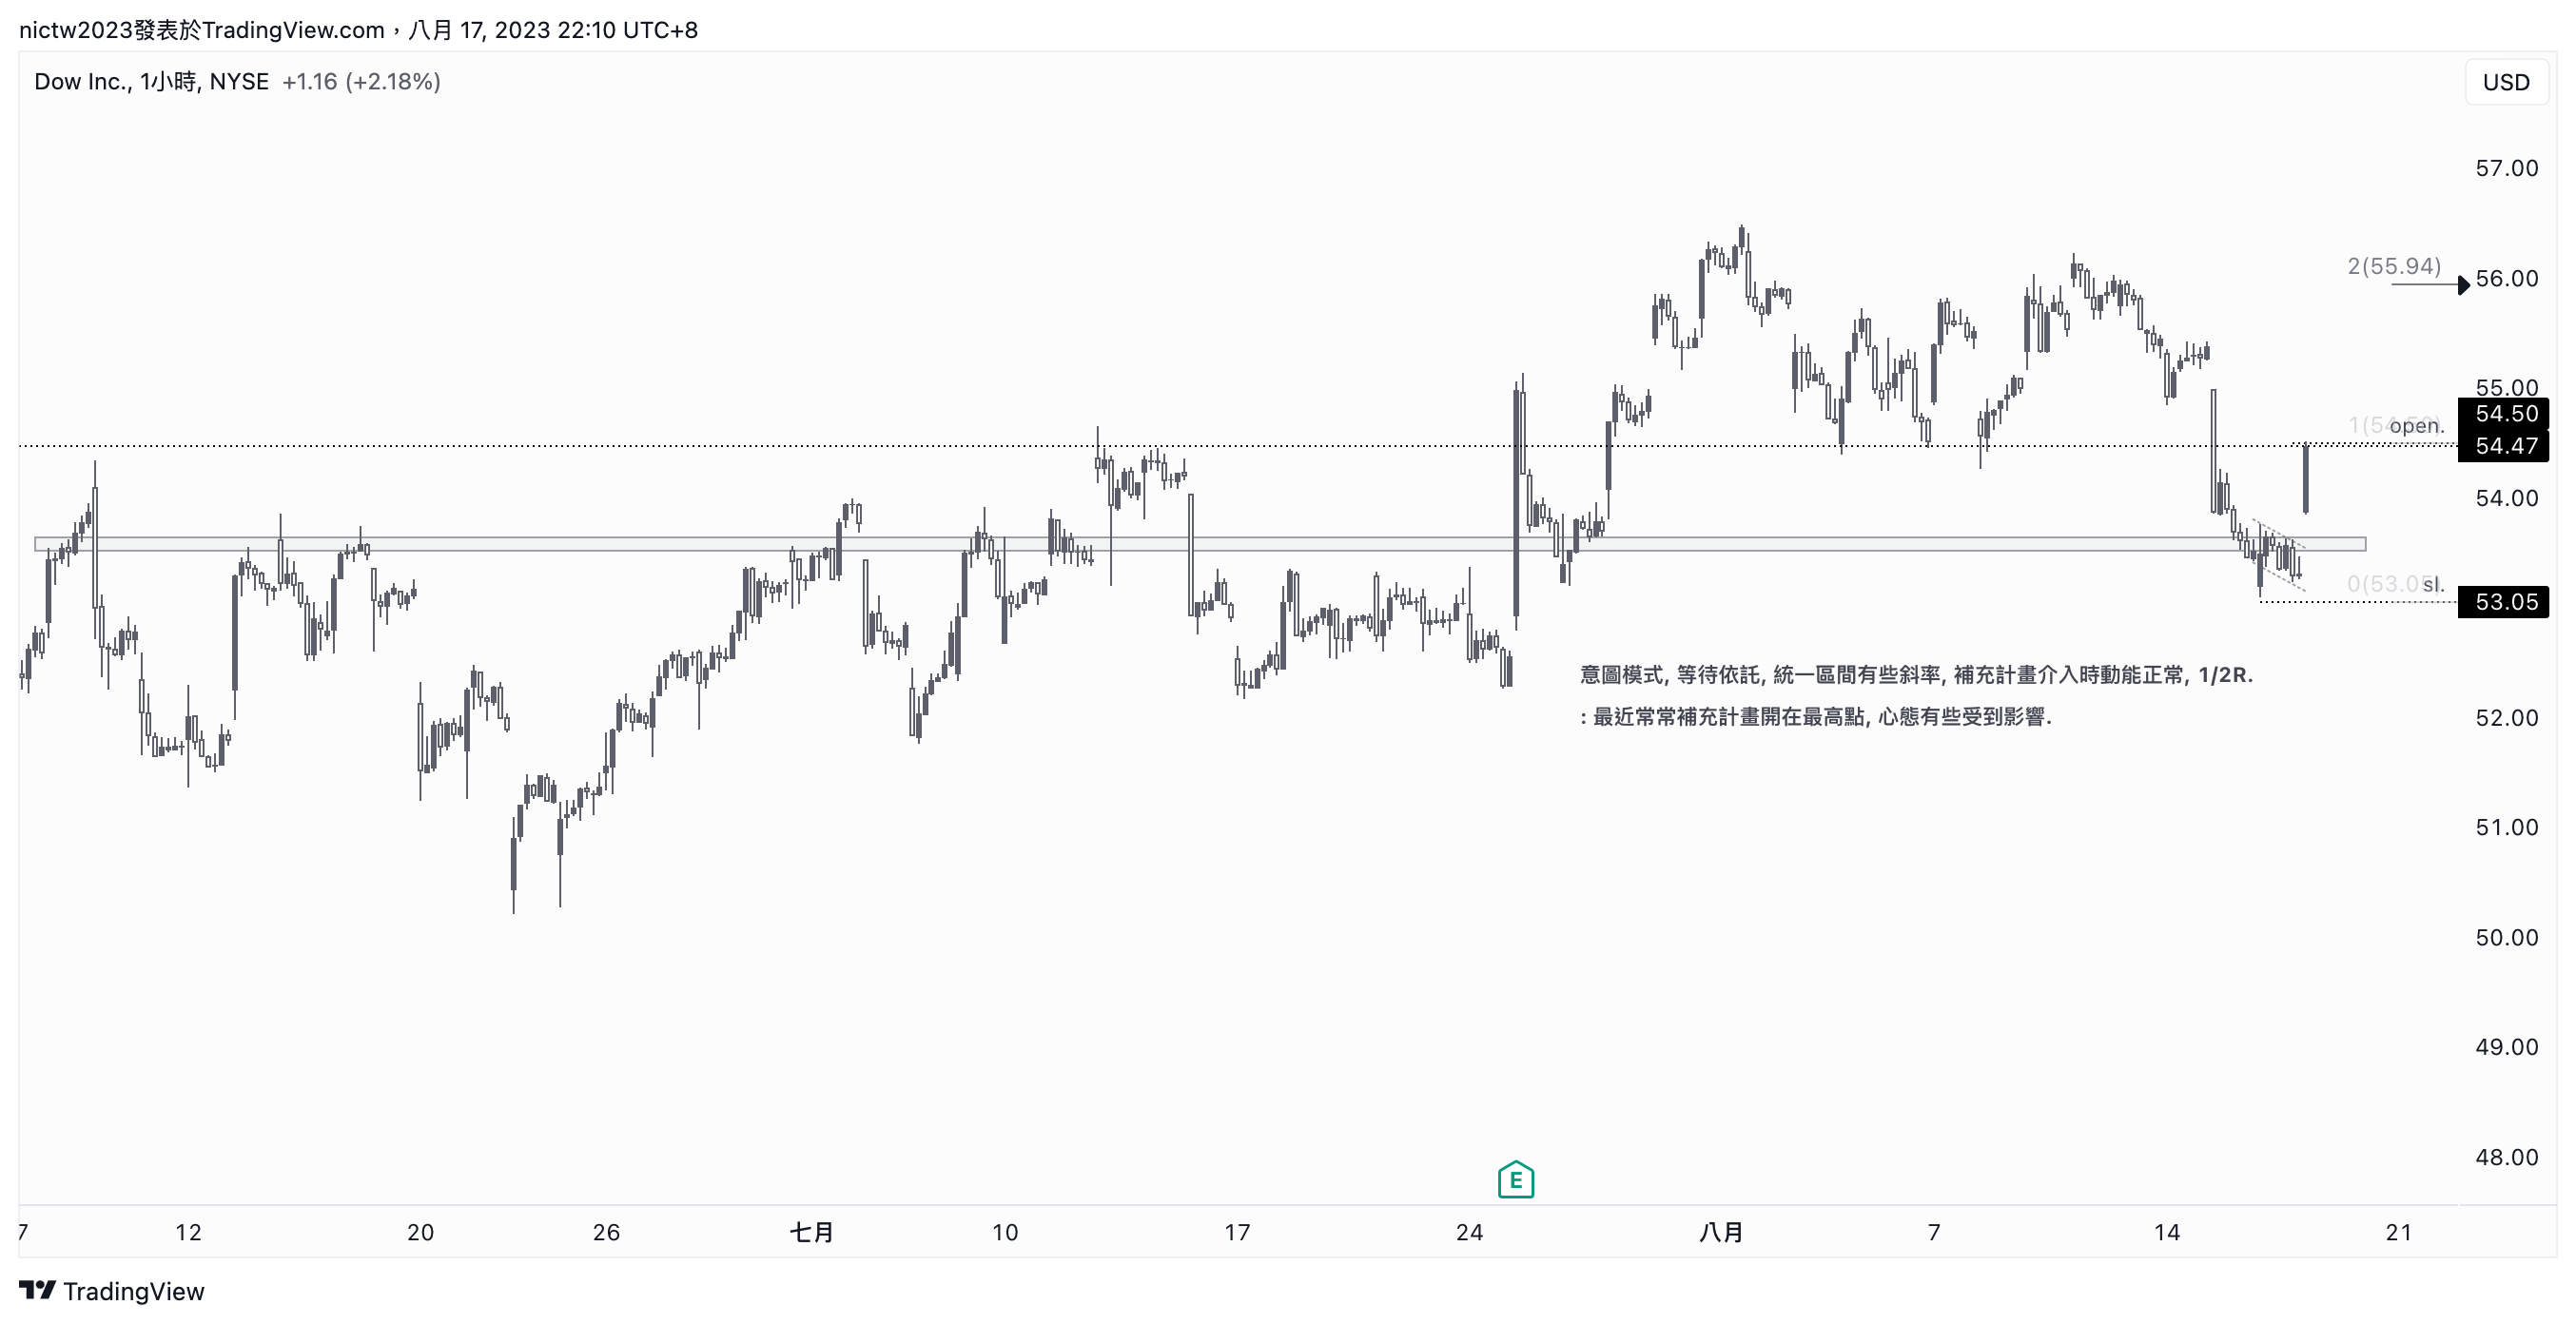 nictw2023發表於TradingView.com，八月 17, 2023 22:10 UTC+8
Dow Inc., 1小時, NYSE +1.16 (+2.18%)
USD
57.00
2(55.94)
56.00
55.00
54.50
open.
54.47
54.00
sl.
53.05
意圖模式, 等待依託, 統一區間有些斜率, 補充計畫介入時動能正常, 1/2R.
: 最近常常補充計畫開在最高點, 心態有些受到影響.
52.00
51.00
50.00
49.00
48.00
E
7 12 20 26 七月 10 17 24 八月 7 14 21
TradingView